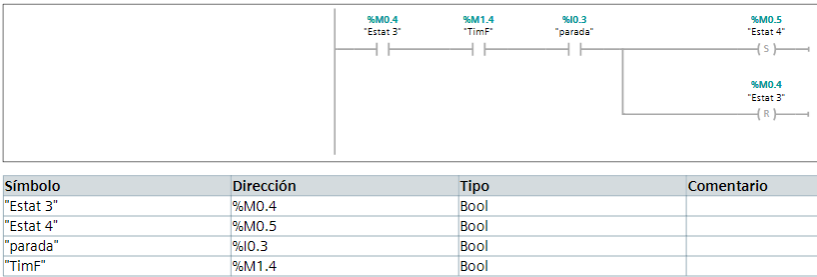 %M0.4 %M1.4 %I0.3 %M0.5
"Estat 3" "TimF" "parada" "Estat 4"
S
%M0.4
"Estat 3"
R
Símbolo Dirección Tipo Comentario
"Estat 3" %M0.4 Bool
"Estat 4" %M0.5 Bool
"parada" %I0.3 Bool
"TimF" %M1.4 Bool